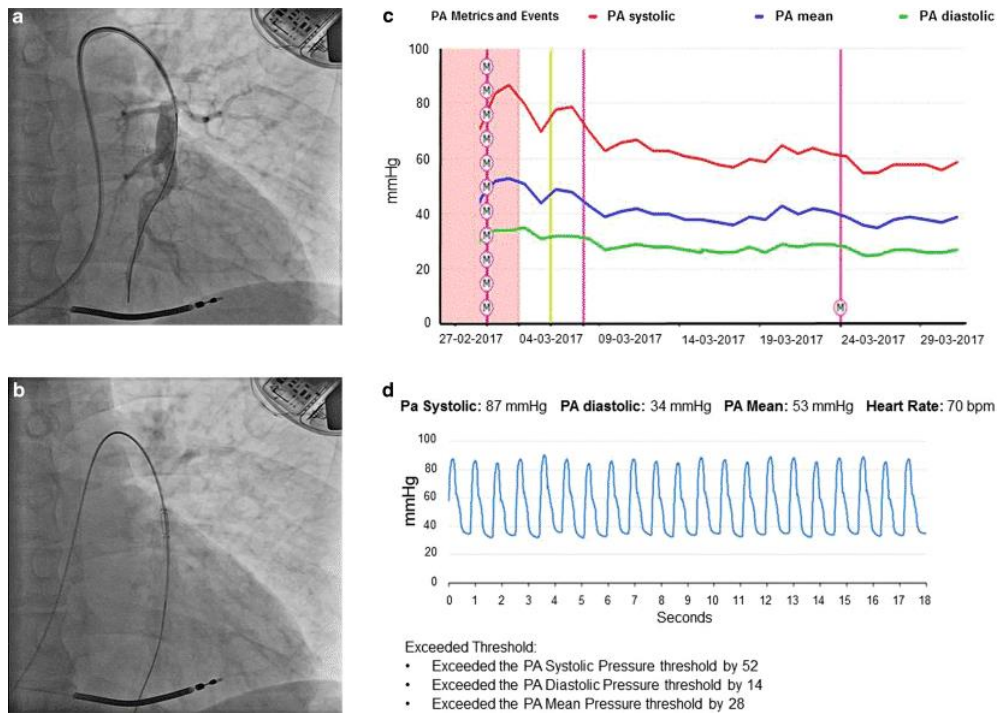 a
c
PA Metrics and Events PA systolic PA mean PA diastolic
100
80
60
40
20
0
mmHg
M
M
M
M
M
M
M
M
M
M
M
M
27-02-2017 04-03-2017 09-03-2017 14-03-2017 19-03-2017 24-03-2017 29-03-2017
b
d
Pa Systolic: 87 mmHg PA diastolic: 34 mmHg PA Mean: 53 mmHg Heart Rate: 70 bpm
100
80
60
40
20
0
mmHg
0 1 2 3 4 5 6 7 8 9 10 11 12 13 14 15 16 17 18
Seconds
Exceeded Threshold:
• Exceeded the PA Systolic Pressure threshold by 52
• Exceeded the PA Diastolic Pressure threshold by 14
• Exceeded the PA Mean Pressure threshold by 28